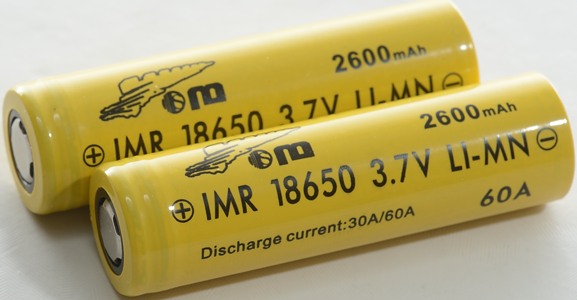 2600mAh
⊕ IMR 18650 3.7V LI-MN ⊖
2600mAh
⊕ IMR 18650 3.7V LI-MN ⊖
Discharge current:30A/60A
60A